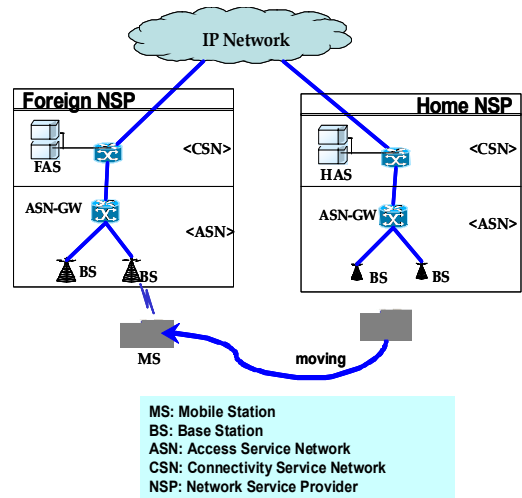 IP Network
Foreign NSP
Home NSP
FAS
<CSN>
HAS
<CSN>
ASN-GW
<ASN>
ASN-GW
<ASN>
BS
BS
BS
BS
MS
moving
MS: Mobile Station
BS: Base Station
ASN: Access Service Network
CSN: Connectivity Service Network
NSP: Network Service Provider